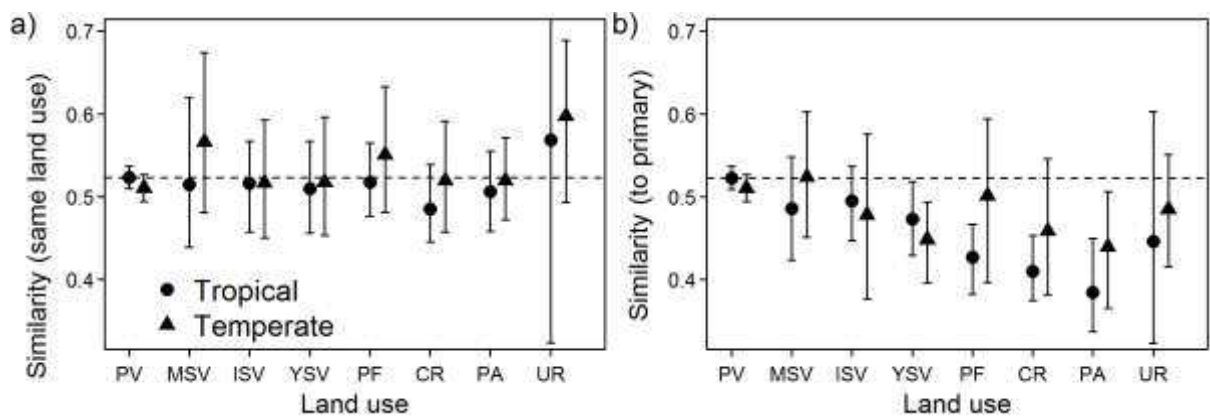 a)
Similarity (same land use)
0.7
0.6
0.5
0.4
Tropical
Temperate
PV MSV ISV YSV PF CR PA UR
Land use
b)
Similarity (to primary)
0.7
0.6
0.5
0.4
PV MSV ISV YSV PF CR PA UR
Land use